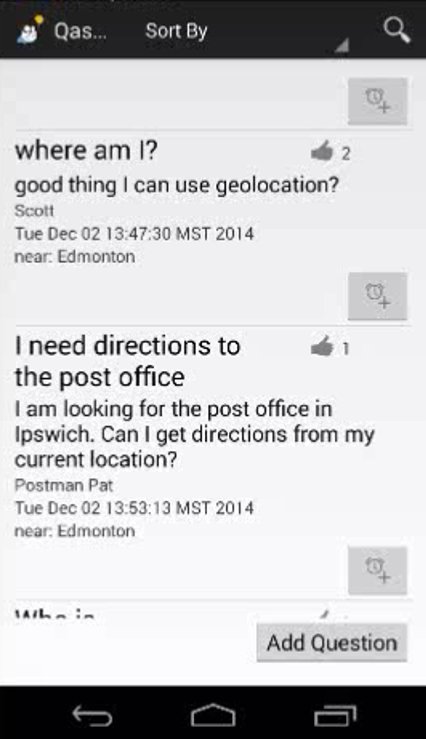 Qas... Sort By
where am I? 2
good thing I can use geolocation?
Scott
Tue Dec 02 13:47:30 MST 2014
near: Edmonton
I need directions to 1
the post office
I am looking for the post office in
Ipswich. Can I get directions from my
current location?
Postman Pat
Tue Dec 02 13:53:13 MST 2014
near: Edmonton
Who is
Add Question